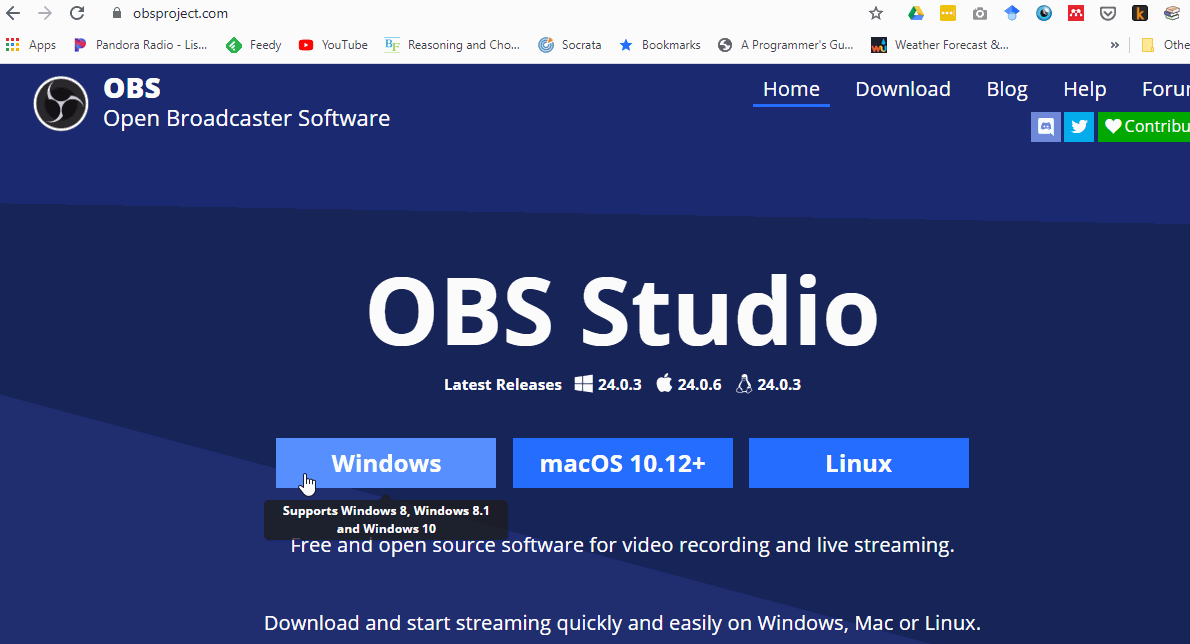 obsproject.com
Apps Pandora Radio - Lis... Feedy YouTube BF Reasoning and Cho... Socrata Bookmarks A Programmer's Gu... Weather Forecast &... » Othe
OBS
Open Broadcaster Software
Home Download Blog Help Forum
Contribu
OBS Studio
Latest Releases 24.0.3 24.0.6 24.0.3
Windows macOS 10.12+ Linux
Supports Windows 8, Windows 8.1
and Windows 10
Free and open source software for video recording and live streaming.
Download and start streaming quickly and easily on Windows, Mac or Linux.